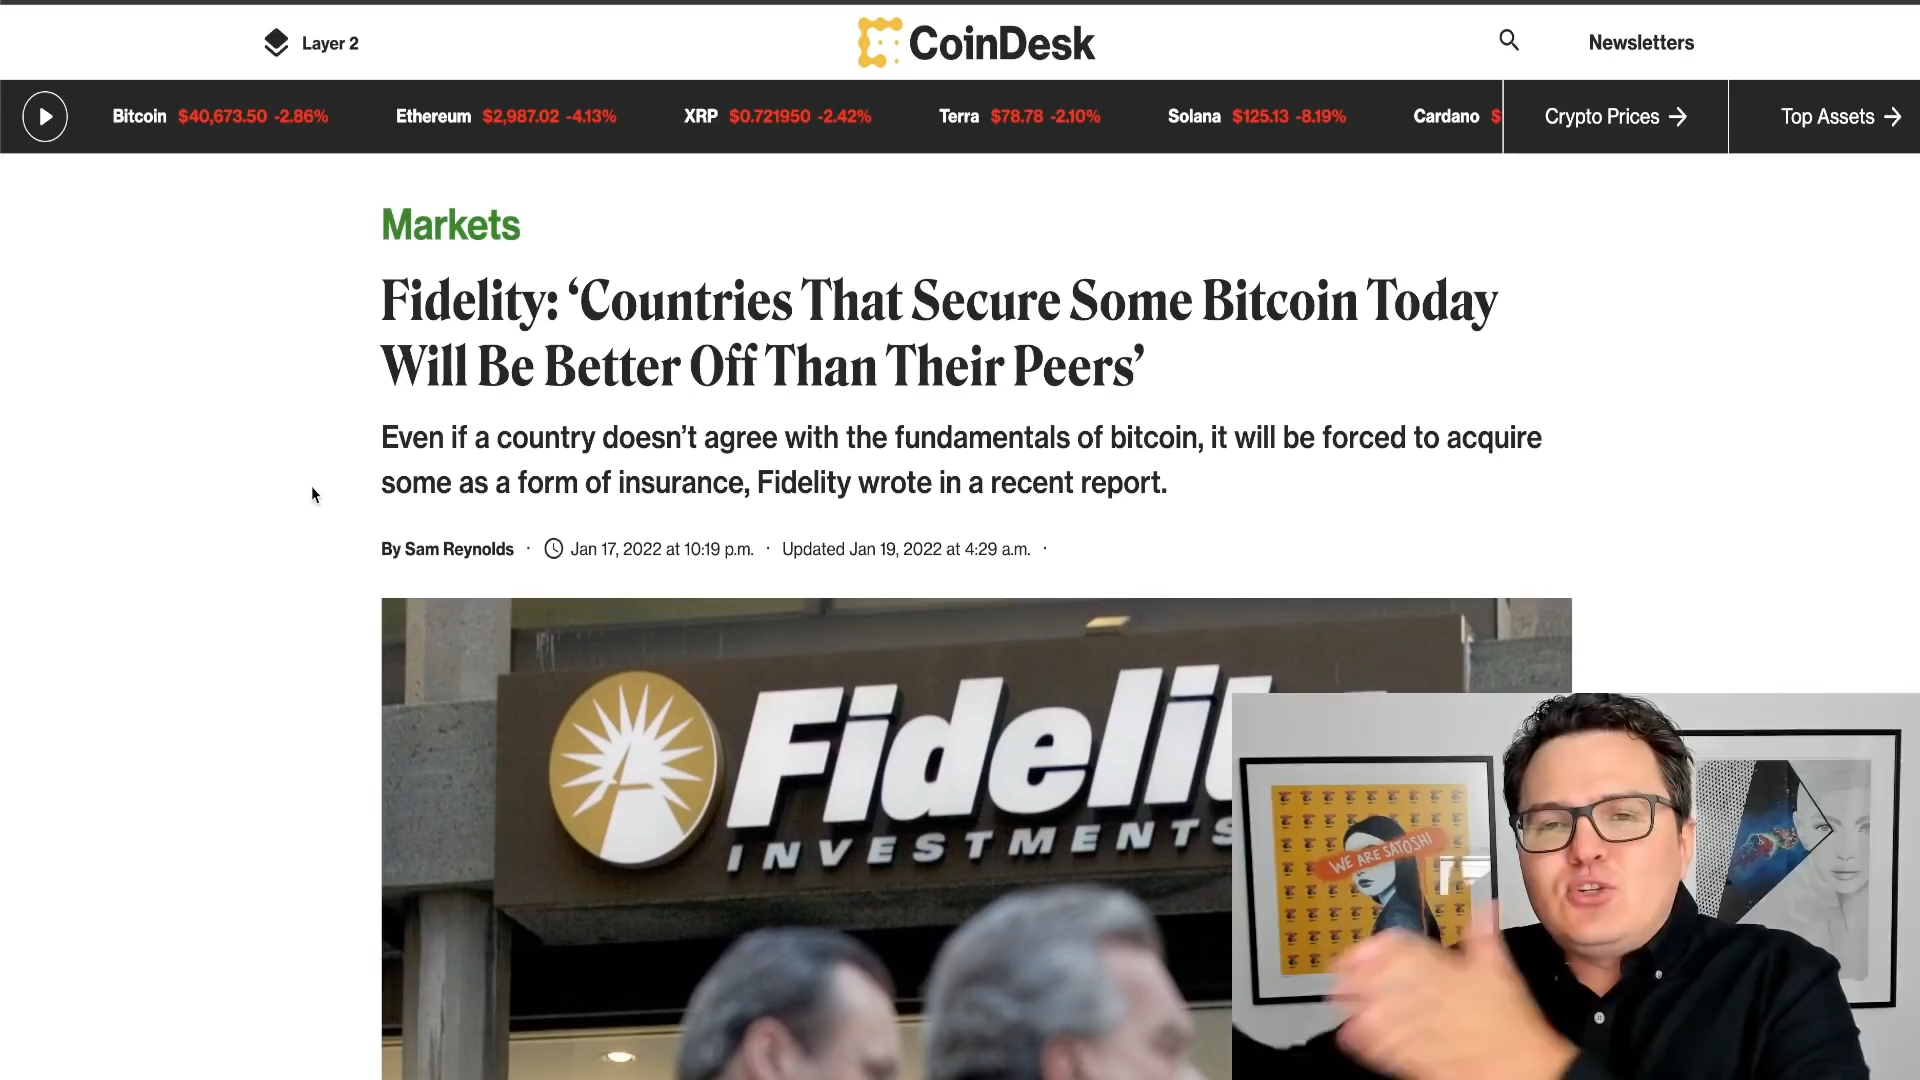 Layer 2
CoinDesk
Newsletters
Bitcoin $40,673.50 -2.86%
Ethereum $2,987.02 -4.13%
XRP $0.721950 -2.42%
Terra $78.78 -2.10%
Solana $125.13 -8.19%
Cardano $
Crypto Prices →
Top Assets →
Markets
Fidelity: ‘Countries That Secure Some Bitcoin Today
Will Be Better Off Than Their Peers’
Even if a country doesn’t agree with the fundamentals of bitcoin, it will be forced to acquire
some as a form of insurance, Fidelity wrote in a recent report.
By Sam Reynolds · Jan 17, 2022 at 10:19 p.m. · Updated Jan 19, 2022 at 4:29 a.m. ·
Fideli
INVESTMENTS
WE ARE SATOSHI